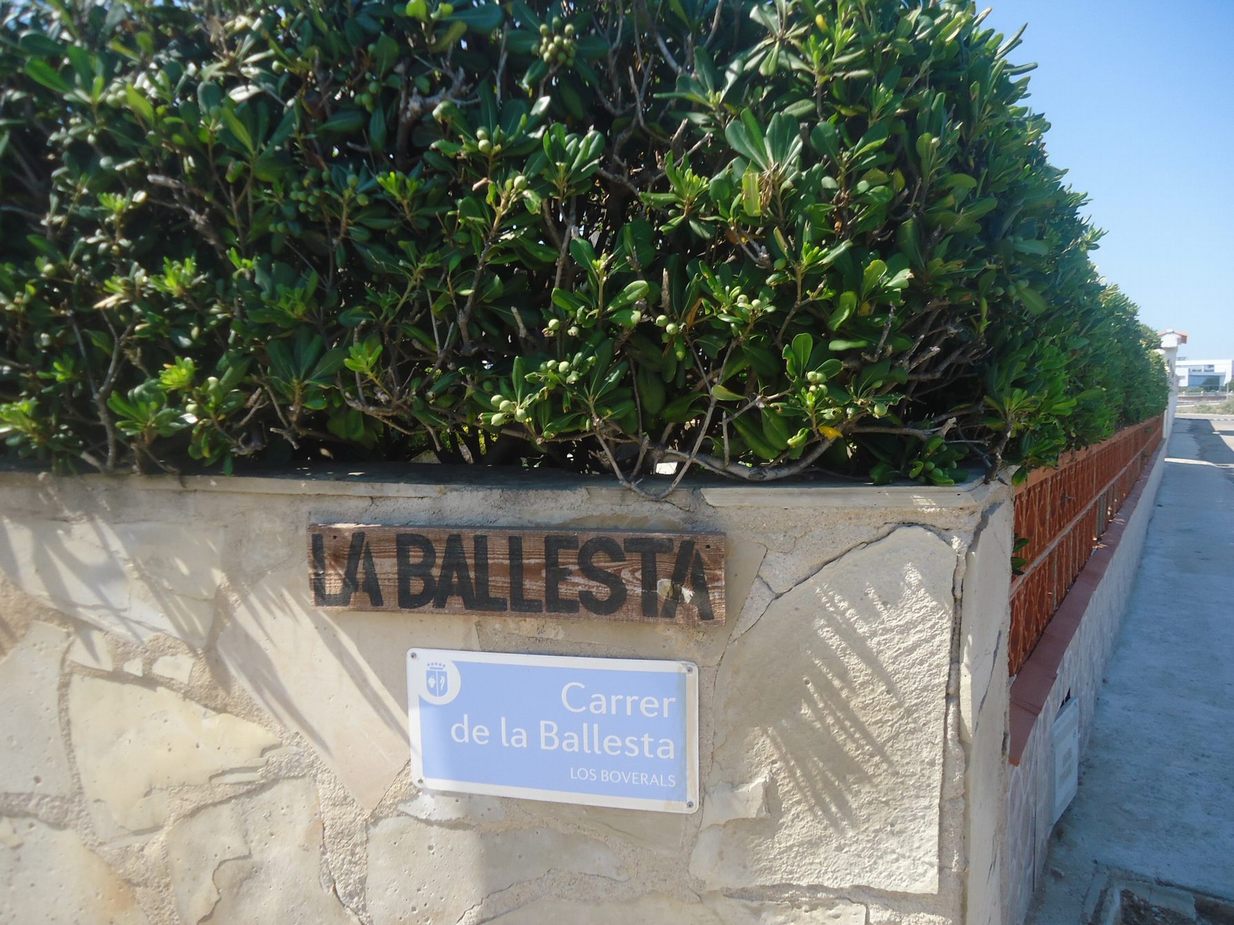 LA BALLESTA
Carrer
de la Ballesta
LOS BOVERALS